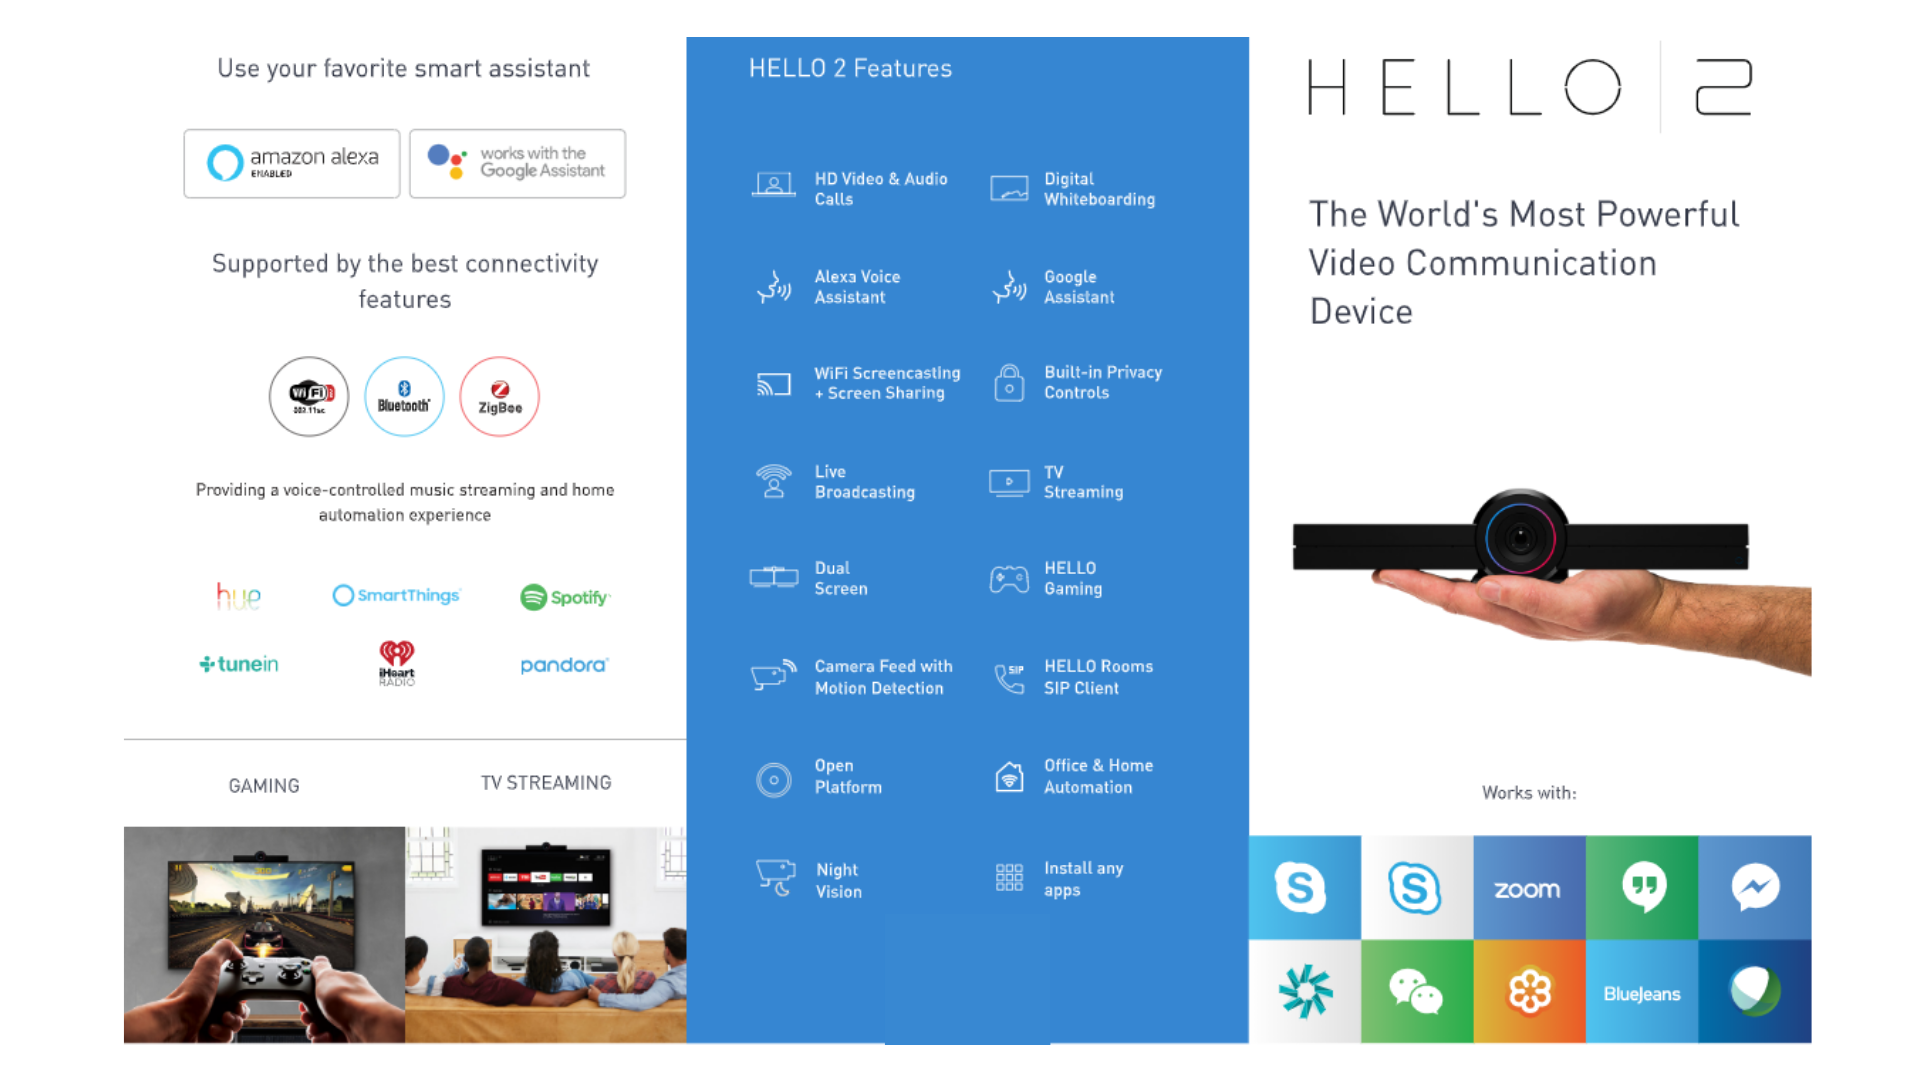 Use your favorite smart assistant
amazon alexa
ENABLED
works with the
Google Assistant
Supported by the best connectivity
features
WiFi
802.11ac
Bluetooth
ZigBee
Providing a voice-controlled music streaming and home
automation experience
hue
SmartThings
Spotify
tunein
iHeart
RADIO
pandora
GAMING
TV STREAMING
HELLO 2 Features
HD Video & Audio
Calls
Digital
Whiteboarding
Alexa Voice
Assistant
Google
Assistant
WiFi Screencasting
+ Screen Sharing
Built-in Privacy
Controls
Live
Broadcasting
TV
Streaming
Dual
Screen
HELLO
Gaming
Camera Feed with
Motion Detection
SIP
HELLO Rooms
SIP Client
Open
Platform
Office & Home
Automation
Night
Vision
Install any
apps
HELLO 2
The World's Most Powerful
Video Communication
Device
Works with:
S
S
zoom
BlueJeans